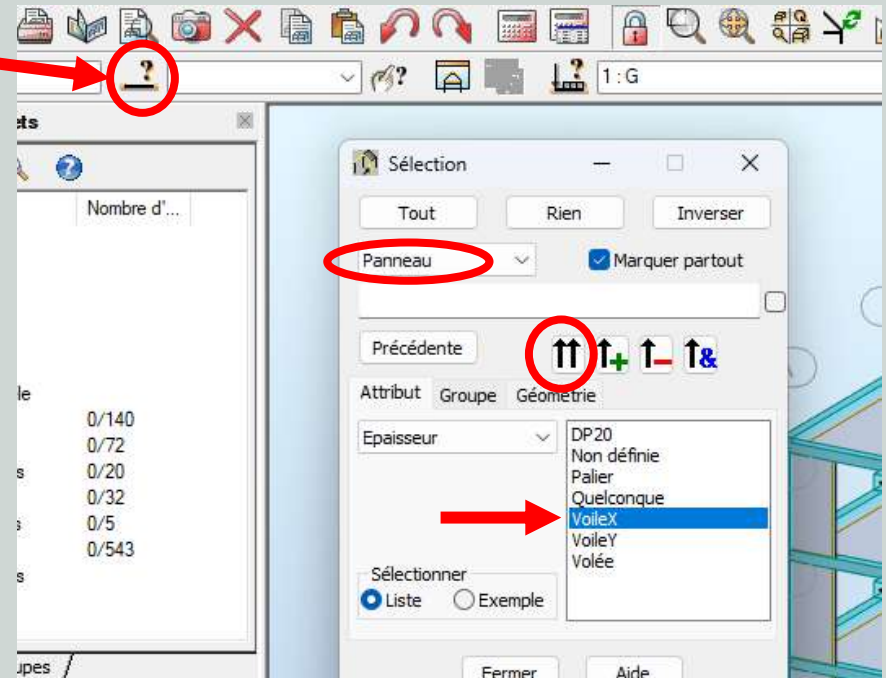 ?
?
1 : G
ets
Nombre d'...
le
0/140
0/72
s 0/20
0/32
s 0/5
0/543
s
upes
Sélection
Tout Rien Inverser
Panneau Marquer partout
Précédente + &
Attribut Groupe Géométrie
Epaisseur
DP20
Non définie
Palier
Quelconque
VoileX
VoileY
Volée
Sélectionner
Liste Exemple
Fermer Aide